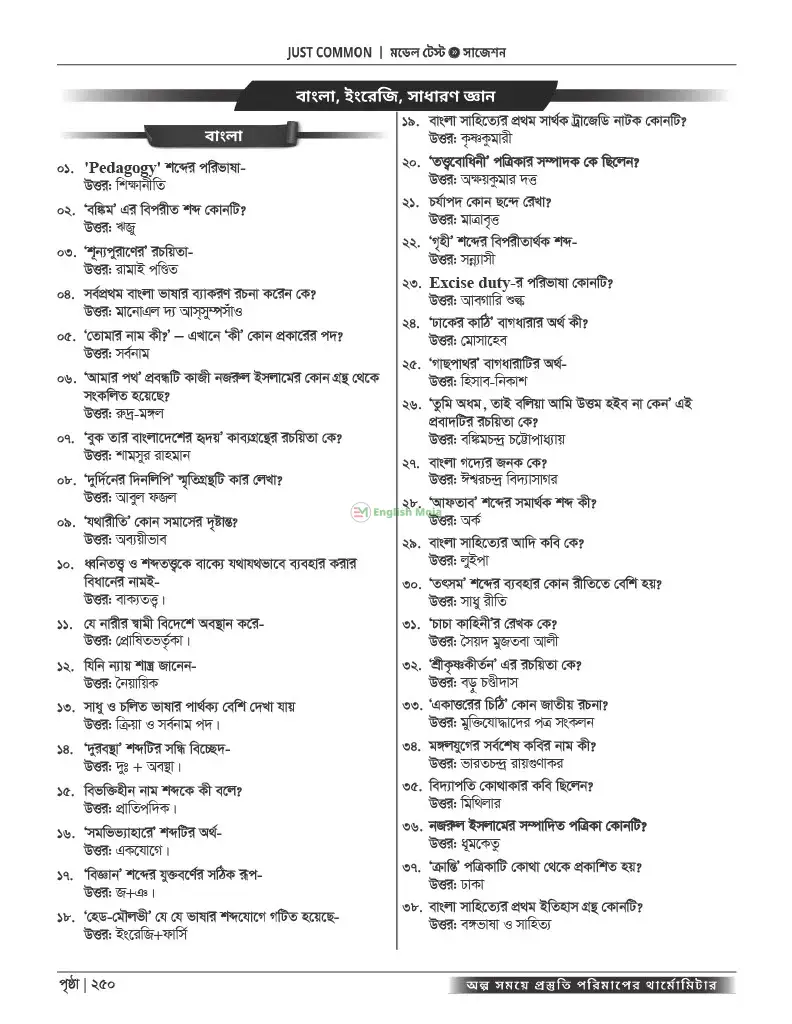 JUST COMMON | মডেল টেস্ট » সাজেশন
বাংলা, ইংরেজি, সাধারণ জ্ঞান
বাংলা
০১. 'Pedagogy' শব্দের পরিভাষা-
উত্তর: শিক্ষানীতি
০২. ‘বঙ্কিম’ এর বিপরীত শব্দ কোনটি?
উত্তর: ঋজু
০৩. ‘শূন্যপুরাণের’ রচয়িতা-
উত্তর: রামাই পণ্ডিত
০৪. সর্বপ্রথম বাংলা ভাষার ব্যাকরণ রচনা করেন কে?
উত্তর: মানোএল দ্য আস্‌সুম্পসাঁও
০৫. ‘তোমার নাম কী?’ – এখানে ‘কী’ কোন প্রকারের পদ?
উত্তর: সর্বনাম
০৬. ‘আমার পথ’ প্রবন্ধটি কাজী নজরুল ইসলামের কোন গ্রন্থ থেকে
সংকলিত হয়েছে?
উত্তর: রুদ্র-মঙ্গল
০৭. ‘বুক তার বাংলাদেশের হৃদয়’ কাব্যগ্রন্থের রচয়িতা কে?
উত্তর: শামসুর রাহমান
০৮. ‘দুর্দিনের দিনলিপি’ স্মৃতিগ্রন্থটি কার লেখা?
উত্তর: আবুল ফজল
০৯. ‘যথারীতি’ কোন সমাসের দৃষ্টান্ত?
উত্তর: অব্যয়ীভাব
১০. ধ্বনিতত্ত্ব ও শব্দতত্ত্বকে বাক্যে যথাযথভাবে ব্যবহার করার
বিধানের নামই-
উত্তর: বাক্যতত্ত্ব।
১১. যে নারীর স্বামী বিদেশে অবস্থান করে-
উত্তর: প্রোষিতভর্তৃকা।
১২. যিনি ন্যায় শাস্ত্র জানেন-
উত্তর: নৈয়ায়িক
১৩. সাধু ও চলিত ভাষার পার্থক্য বেশি দেখা যায়
উত্তর: ক্রিয়া ও সর্বনাম পদ।
১৪. ‘দুরবস্থা’ শব্দটির সন্ধি বিচ্ছেদ-
উত্তর: দুঃ + অবস্থা।
১৫. বিভক্তিহীন নাম শব্দকে কী বলে?
উত্তর: প্রাতিপদিক।
১৬. ‘সমভিভ্যাহারে’ শব্দটির অর্থ-
উত্তর: একযোগে।
১৭. ‘বিজ্ঞান’ শব্দের যুক্তবর্ণের সঠিক রূপ-
উত্তর: জ+ঞ।
১৮. ‘হেড-মৌলভী’ যে যে ভাষার শব্দযোগে গটিত হয়েছে-
উত্তর: ইংরেজি+ফার্সি
১৯. বাংলা সাহিত্যের প্রথম সার্থক ট্রাজেডি নাটক কোনটি?
উত্তর: কৃষ্ণকুমারী
২০. ‘তত্ত্ববোধিনী’ পত্রিকার সম্পাদক কে ছিলেন?
উত্তর: অক্ষয়কুমার দত্ত
২১. চর্যাপদ কোন ছন্দে রেখা?
উত্তর: মাত্রাবৃত্ত
২২. ‘গৃহী’ শব্দের বিপরীতার্থক শব্দ-
উত্তর: সন্ন্যাসী
২৩. Excise duty-র পরিভাষা কোনটি?
উত্তর: আবগারি শুল্ক
২৪. ‘ঢাকের কাঠি’ বাগধারার অর্থ কী?
উত্তর: মোসাহেব
২৫. ‘গাছপাথর’ বাগধারাটির অর্থ-
উত্তর: হিসাব-নিকাশ
২৬. ‘তুমি অধম, তাই বলিয়া আমি উত্তম হইব না কেন’ এই
প্রবাদটির রচয়িতা কে?
উত্তর: বঙ্কিমচন্দ্র চট্টোপাধ্যায়
২৭. বাংলা গদ্যের জনক কে?
উত্তর: ঈশ্বরচন্দ্র বিদ্যাসাগর
২৮. ‘আফতাব’ শব্দের সমার্থক শব্দ কী?
উত্তর: অর্ক
২৯. বাংলা সাহিত্যের আদি কবি কে?
উত্তর: লুইপা
৩০. ‘তৎসম’ শব্দের ব্যবহার কোন রীতিতে বেশি হয়?
উত্তর: সাধু রীতি
৩১. ‘চাচা কাহিনী’র রেখক কে?
উত্তর: সৈয়দ মুজতবা আলী
৩২. ‘শ্রীকৃষ্ণকীর্তন’ এর রচয়িতা কে?
উত্তর: বড়ু চণ্ডীদাস
৩৩. ‘একাত্তরের চিঠি’ কোন জাতীয় রচনা?
উত্তর: মুক্তিযোদ্ধাদের পত্র সংকলন
৩৪. মঙ্গলযুগের সর্বশেষ কবির নাম কী?
উত্তর: ভারতচন্দ্র রায়গুণাকর
৩৫. বিদ্যাপতি কোথাকার কবি ছিলেন?
উত্তর: মিথিলার
৩৬. নজরুল ইসলামের সম্পাদিত পত্রিকা কোনটি?
উত্তর: ধূমকেতু
৩৭. ‘ক্রান্তি’ পত্রিকাটি কোথা থেকে প্রকাশিত হয়?
উত্তর: ঢাকা
৩৮. বাংলা সাহিত্যের প্রথম ইতিহাস গ্রন্থ কোনটি?
উত্তর: বঙ্গভাষা ও সাহিত্য
English Moja
পৃষ্ঠা | ২৫০
অল্প সময়ে প্রস্তুতি পরিমাপের থার্মোমিটার